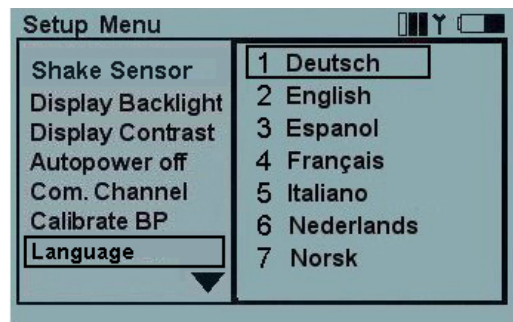 Setup Menu
Shake Sensor
Display Backlight
Display Contrast
Autopower off
Com. Channel
Calibrate BP
Language
1 Deutsch
2 English
3 Espanol
4 Français
5 Italiano
6 Nederlands
7 Norsk